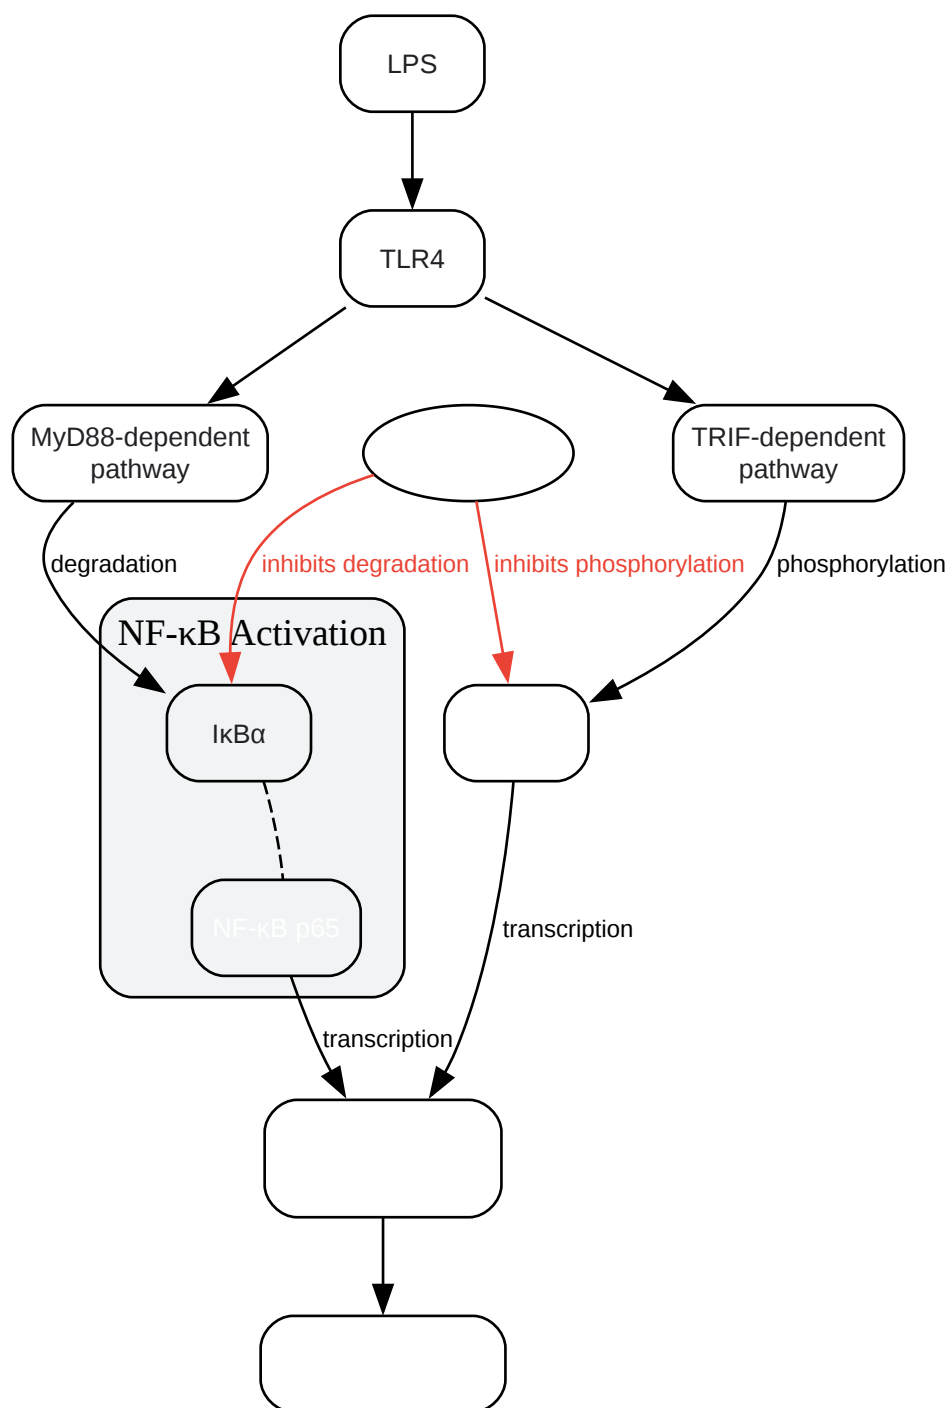 LPS
TLR4
MyD88-dependent
pathway
TRIF-dependent
pathway
degradation
inhibits degradation
inhibits phosphorylation
phosphorylation
NF-κB Activation
IκBα
NF-κB p65
transcription
transcription